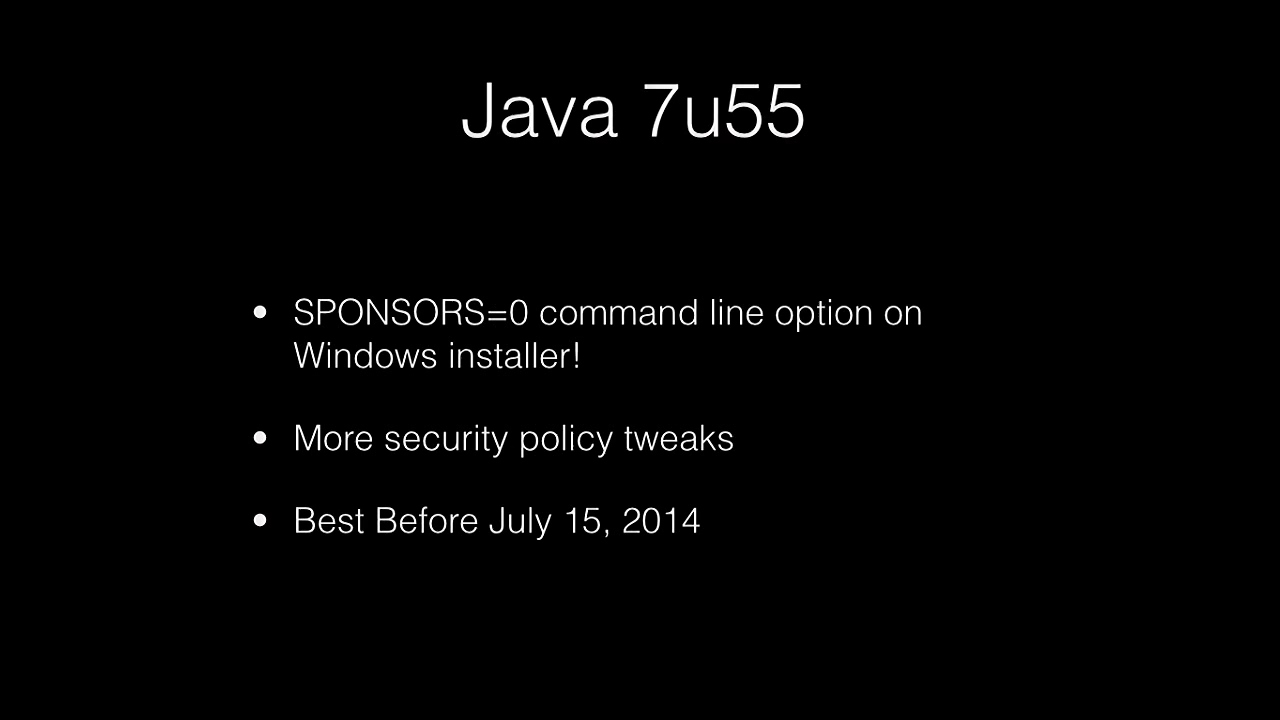 Java 7u55
• SPONSORS=0 command line option on
Windows installer!
• More security policy tweaks
• Best Before July 15, 2014